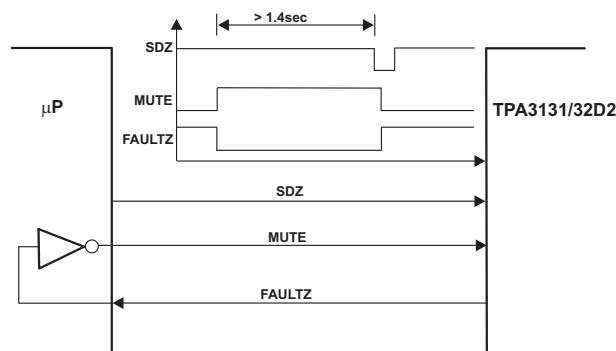 > 1.4sec
SDZ
MUTE
FAULTZ
μP
TPA3131/32D2
SDZ
MUTE
FAULTZ